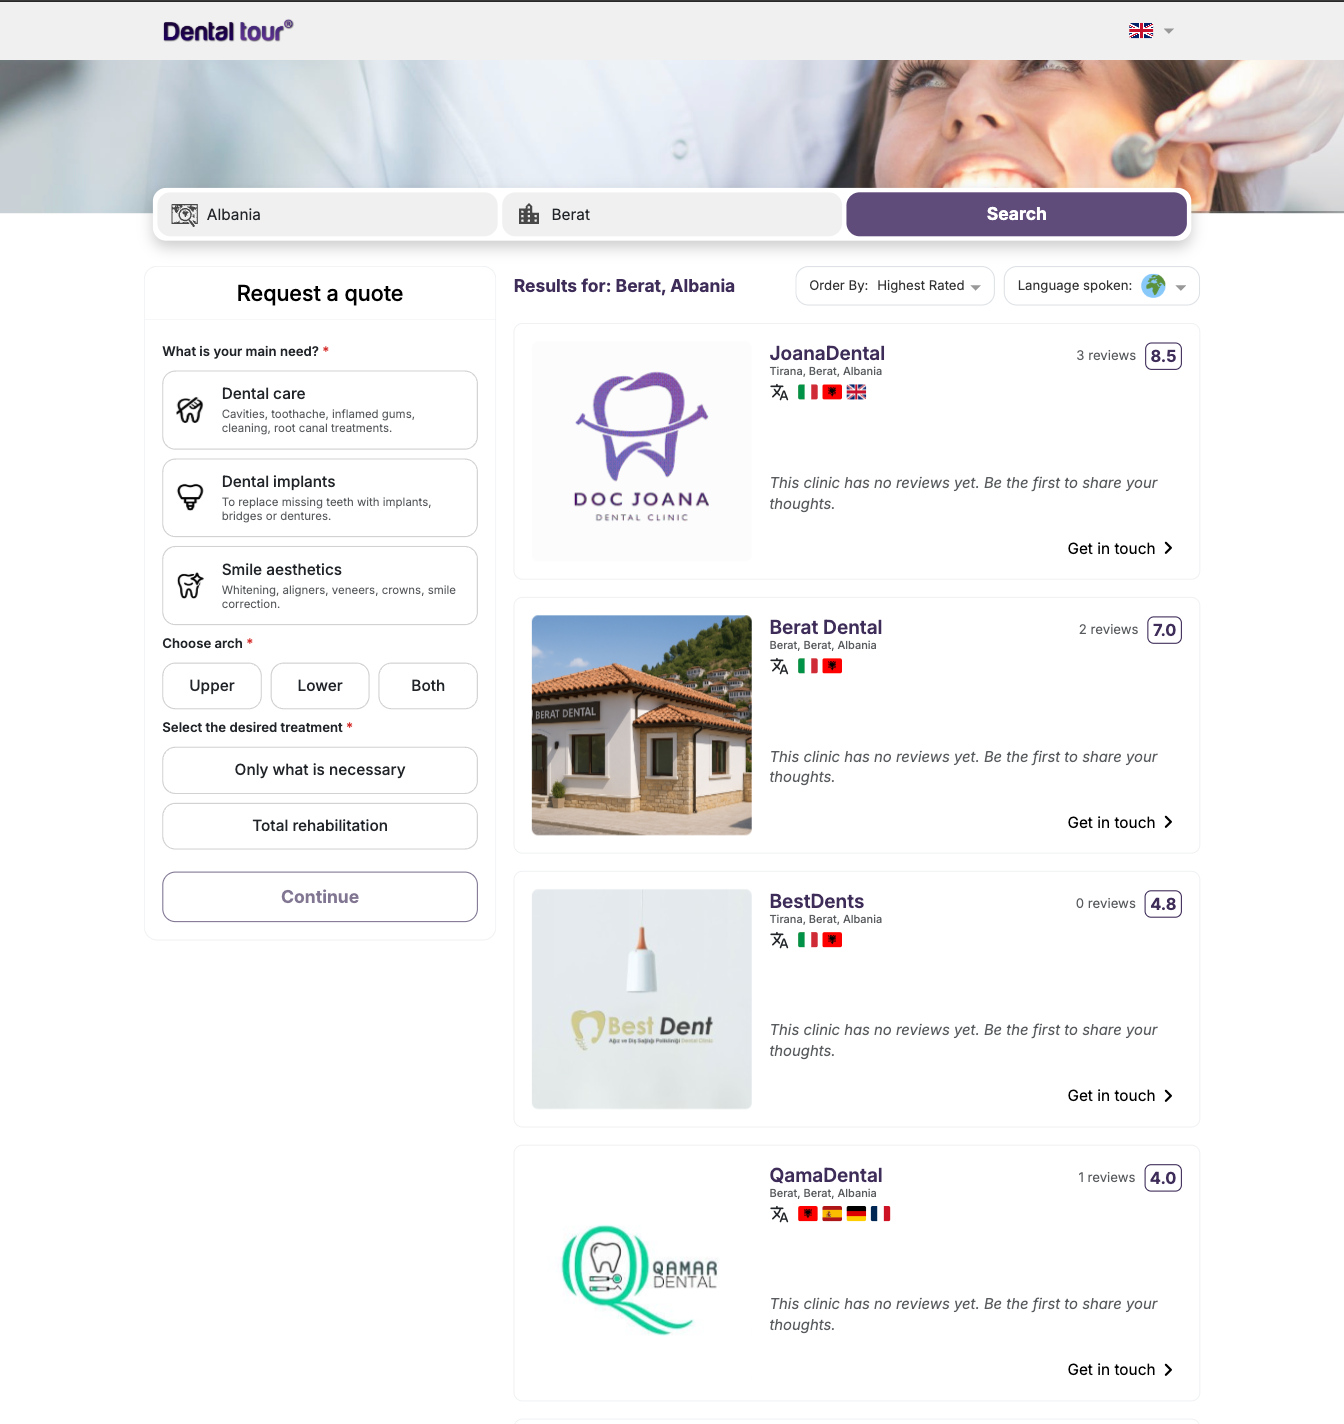 Dental tour®
Albania
Berat
Search
Request a quote
What is your main need? *
Dental care
Cavities, toothache, inflamed gums,
cleaning, root canal treatments.
Dental implants
To replace missing teeth with implants,
bridges or dentures.
Smile aesthetics
Whitening, aligners, veneers, crowns, smile
correction.
Choose arch *
Upper
Lower
Both
Select the desired treatment *
Only what is necessary
Total rehabilitation
Continue
Results for: Berat, Albania
Order By: Highest Rated
Language spoken:
DOC JOANA
DENTAL CLINIC
JoanaDental
3 reviews 8.5
Tirana, Berat, Albania
This clinic has no reviews yet. Be the first to share your
thoughts.
Get in touch
BERAT DENTAL
Berat Dental
2 reviews 7.0
Berat, Berat, Albania
This clinic has no reviews yet. Be the first to share your
thoughts.
Get in touch
Best Dent
Ağız ve Diş Sağlığı Polikliniği Dental Clinic
BestDents
0 reviews 4.8
Tirana, Berat, Albania
This clinic has no reviews yet. Be the first to share your
thoughts.
Get in touch
QAMAR
DENTAL
QamaDental
1 reviews 4.0
Berat, Berat, Albania
This clinic has no reviews yet. Be the first to share your
thoughts.
Get in touch